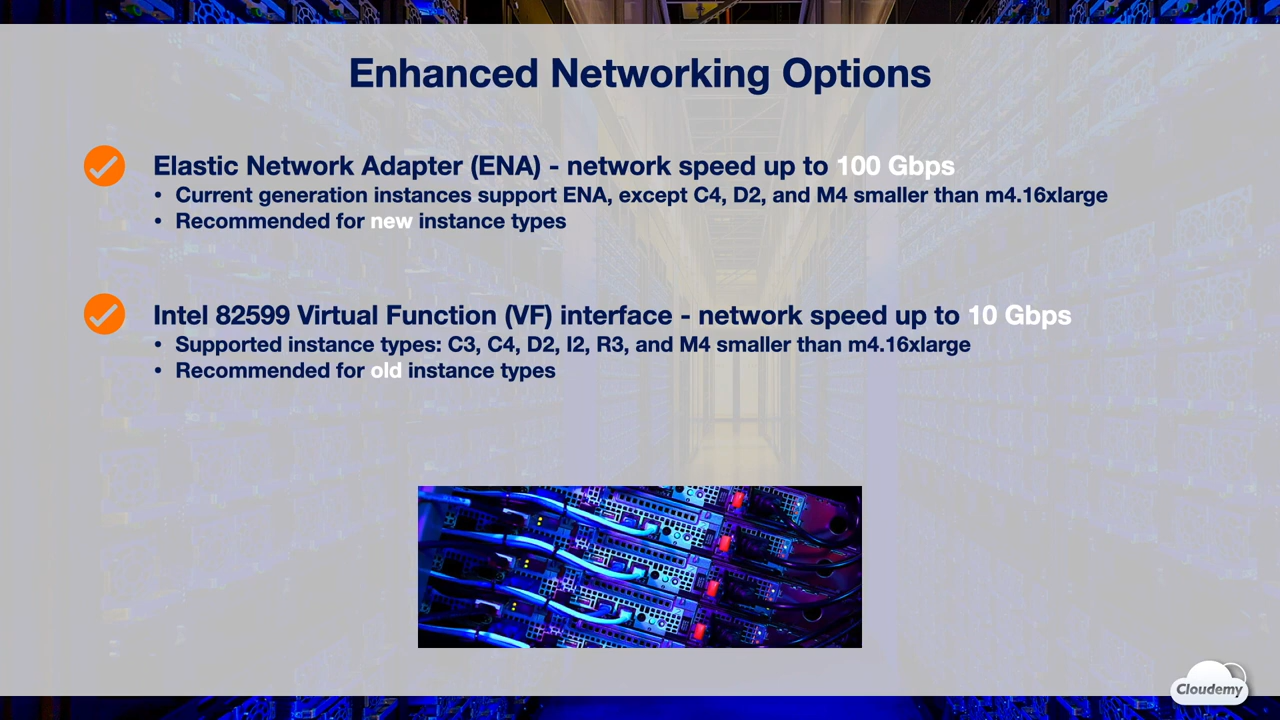 Enhanced Networking Options
Elastic Network Adapter (ENA) - network speed up to 100 Gbps
• Current generation instances support ENA, except C4, D2, and M4 smaller than m4.16xlarge
• Recommended for new instance types
Intel 82599 Virtual Function (VF) interface - network speed up to 10 Gbps
• Supported instance types: C3, C4, D2, I2, R3, and M4 smaller than m4.16xlarge
• Recommended for old instance types
Cloudemy